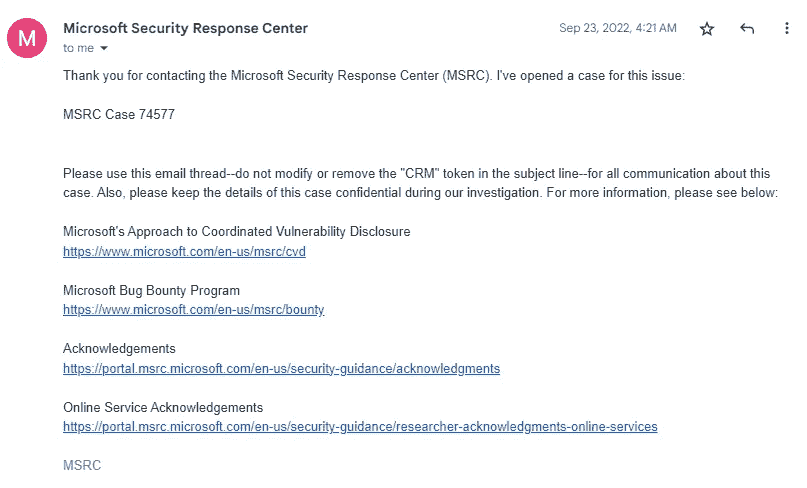 M
Microsoft Security Response Center
Sep 23, 2022, 4:21 AM
to me
Thank you for contacting the Microsoft Security Response Center (MSRC). I've opened a case for this issue:
MSRC Case 74577
Please use this email thread--do not modify or remove the "CRM" token in the subject line--for all communication about this
case. Also, please keep the details of this case confidential during our investigation. For more information, please see below:
Microsoft's Approach to Coordinated Vulnerability Disclosure
https://www.microsoft.com/en-us/msrc/cvd
Microsoft Bug Bounty Program
https://www.microsoft.com/en-us/msrc/bounty
Acknowledgements
https://portal.msrc.microsoft.com/en-us/security-guidance/acknowledgments
Online Service Acknowledgements
https://portal.msrc.microsoft.com/en-us/security-guidance/researcher-acknowledgments-online-services
MSRC